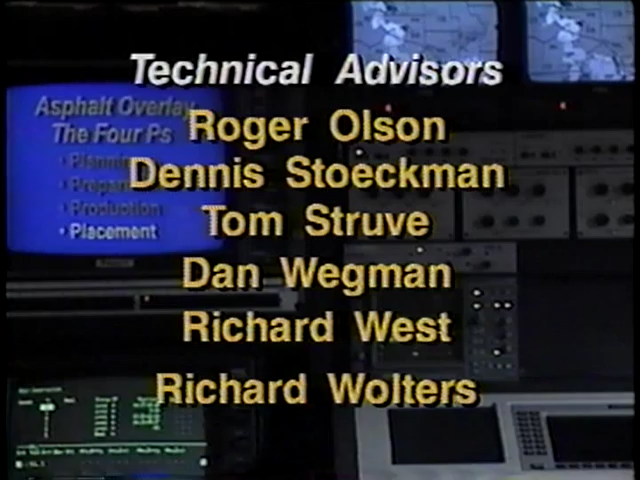 Technical Advisors
Roger Olson
Dennis Stoeckman
Tom Struve
Dan Wegman
Richard West
Richard Wolters
Asphalt Overlay
The Four Ps
• Production
• Placement